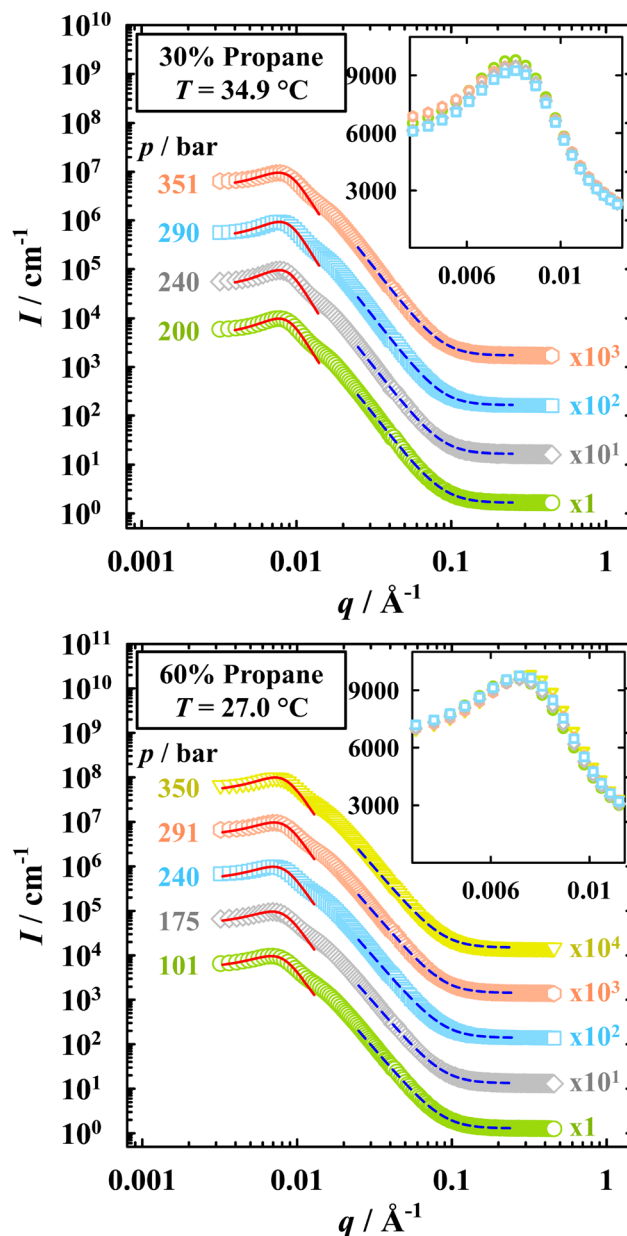 10¹⁰
30% Propane
T = 34.9 °C
10⁹
9000
10⁸
p / bar
6000
10⁷
351
3000
10⁶
290
0.006
0.01
10⁵
240
10⁴
200
x10³
10³
x10²
10²
x10¹
10¹
x1
10⁰
I / cm⁻¹
0.001
0.01
0.1
1
q / Å⁻¹
10¹¹
60% Propane
T = 27.0 °C
10¹⁰
9000
10⁹
p / bar
6000
10⁸
350
3000
10⁷
291
0.006
0.01
10⁶
240
10⁵
175
10⁴
101
x10⁴
10³
x10³
10²
x10²
10¹
x10¹
10⁰
x1
I / cm⁻¹
0.001
0.01
0.1
1
q / Å⁻¹